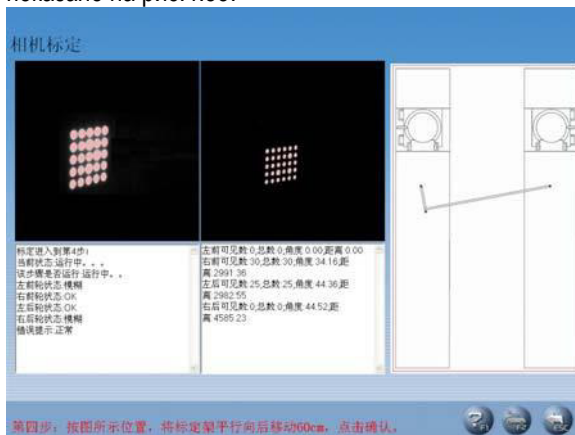 相机标定
标定进入到第4步:
当前状态:运行中。。。
该步骤是否运行:运行中。。
左前轮状态:模糊
右前轮状态:OK
左后轮状态:OK
右后轮状态:模糊
错误提示:正常
左前可见数:0,总数:0,角度:0.00,距离:0.00
右前可见数:30,总数:30,角度:34.16,距
离:2991.36
左后可见数:25,总数:25,角度:44.36,距
离:2982.55
右后可见数:0,总数:0,角度:44.52,距
离:4585.23
第四步：按图所示位置，将标定架平行向后移动60cm，点击确认。
F1